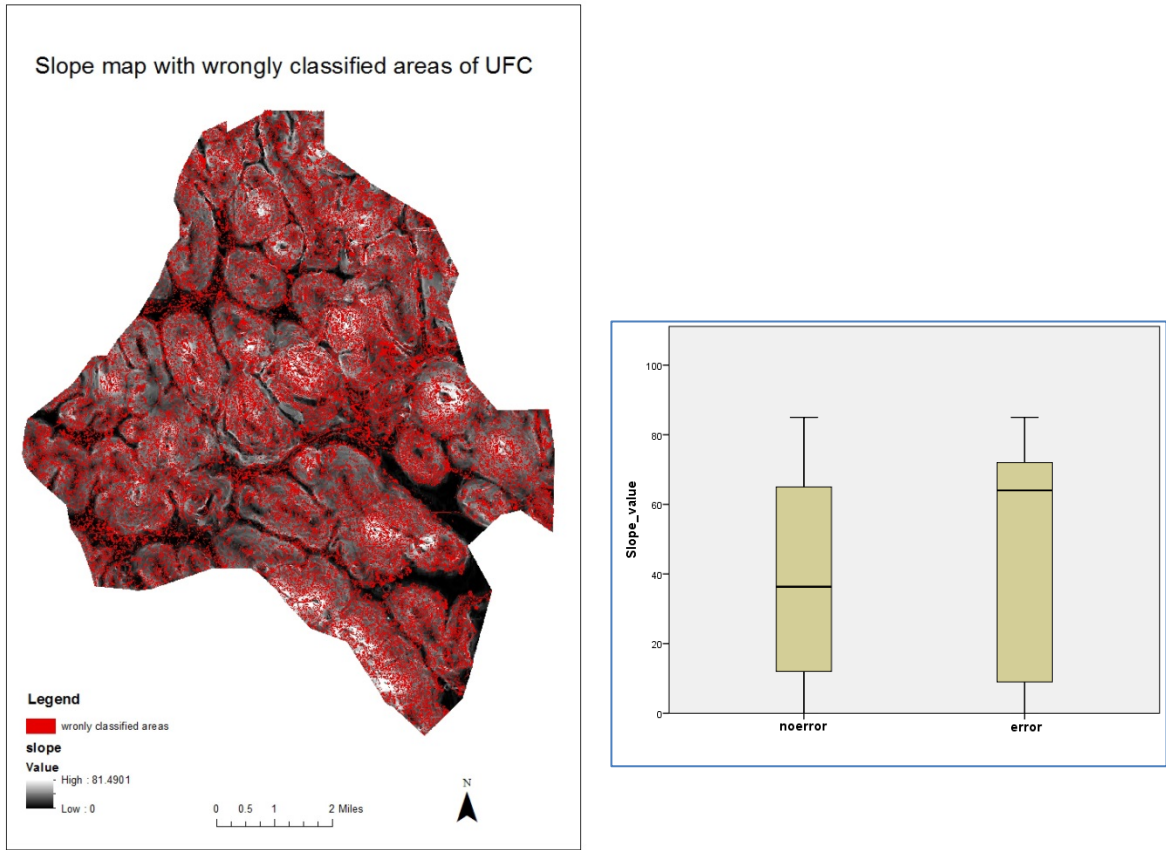 Slope map with wrongly classified areas of UFC
Legend
wronly classified areas
slope
Value
High : 81.4901
Low : 0
0 0.5 1 2 Miles
N
100
80
60
40
20
0
Slope_value
noerror error